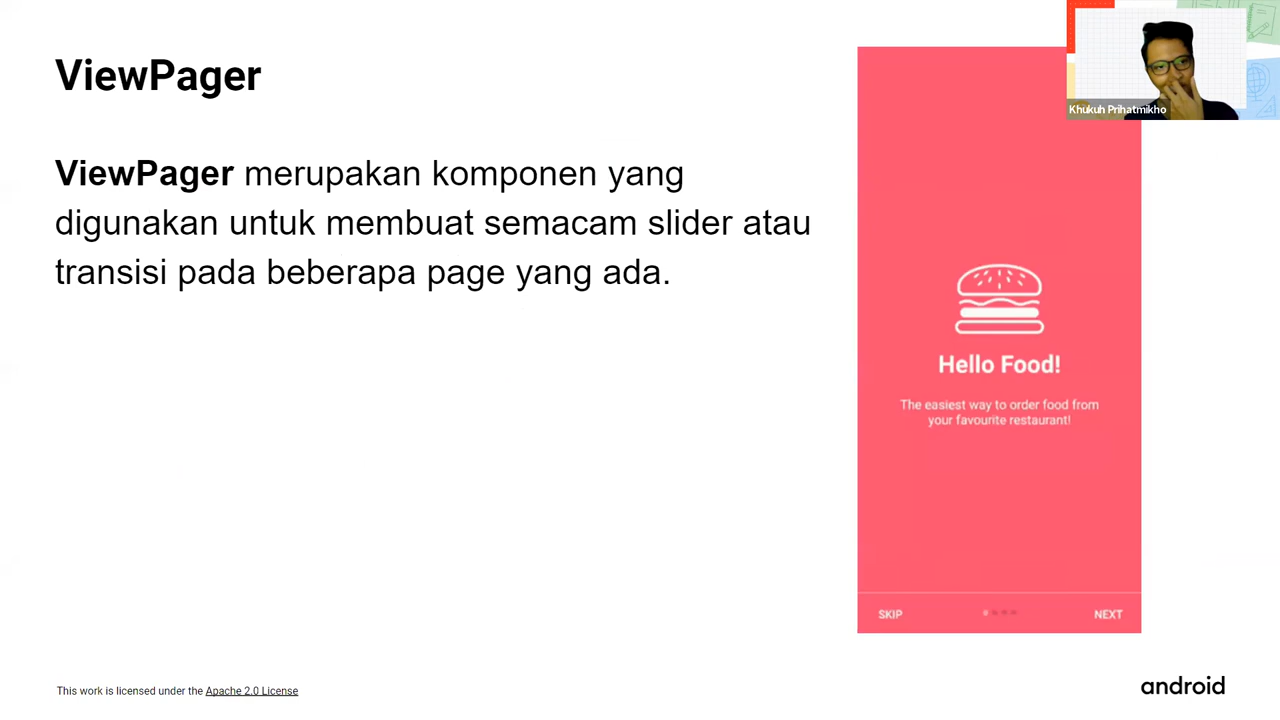 ViewPager
ViewPager merupakan komponen yang
digunakan untuk membuat semacam slider atau
transisi pada beberapa page yang ada.
Khukuh Prihatmikho
Hello Food!
The easiest way to order food from
your favourite restaurant!
SKIP
NEXT
This work is licensed under the Apache 2.0 License
android